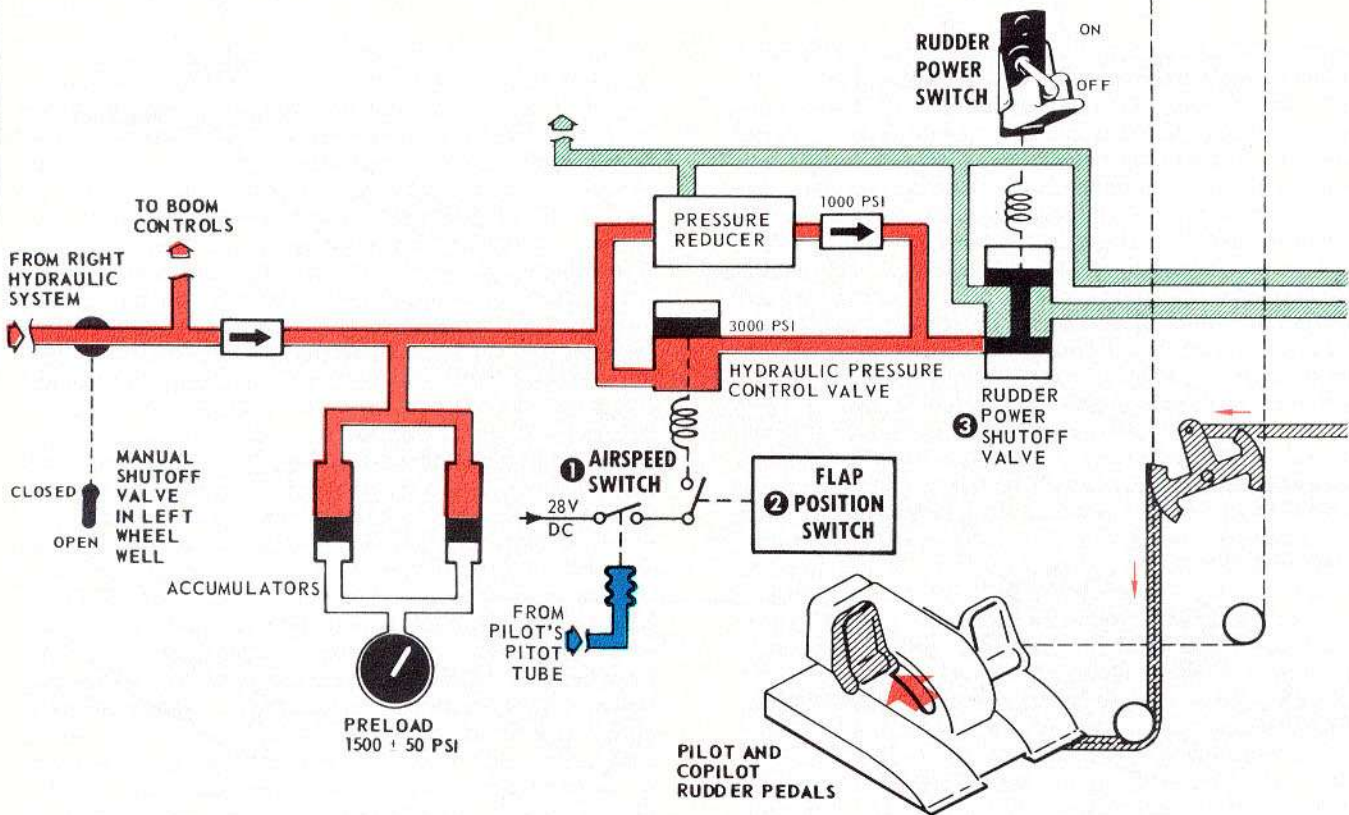 RUDDER
POWER
SWITCH
ON
OFF
TO BOOM
CONTROLS
FROM RIGHT
HYDRAULIC
SYSTEM
PRESSURE
REDUCER
1000 PSI
3000 PSI
HYDRAULIC PRESSURE
CONTROL VALVE
3 RUDDER
POWER
SHUTOFF
VALVE
CLOSED
OPEN
MANUAL
SHUTOFF
VALVE
IN LEFT
WHEEL
WELL
1 AIRSPEED
SWITCH
28V
DC
2 FLAP
POSITION
SWITCH
ACCUMULATORS
FROM
PILOT'S
PITOT
TUBE
PRELOAD
1500 ± 50 PSI
PILOT AND
COPILOT
RUDDER PEDALS